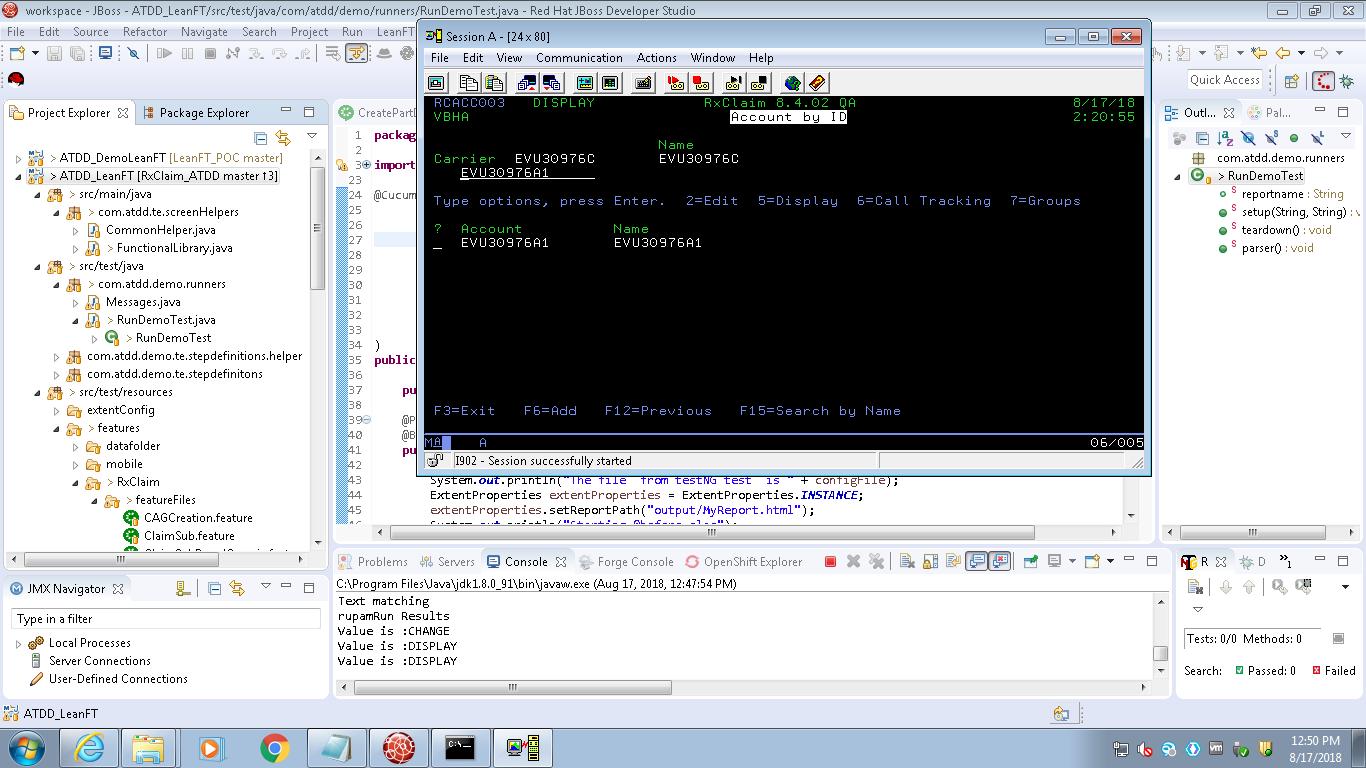 workspace - JBoss - ATDD_LeanFT/src/test/java/com/atdd/demo/runners/RunDemoTest.java - Red Hat JBoss Developer Studio
File Edit Source Refactor Navigate Search Project Run LeanFT
Quick Access
Project Explorer
Package Explorer
> ATDD_DemoLeanFT [LeanFT_POC master]
> ATDD_LeanFT [RxClaim_ATDD master ↑3]
> src/main/java
> com.atdd.te.screenHelpers
CommonHelper.java
> FunctionalLibrary.java
> src/test/java
> com.atdd.demo.runners
Messages.java
> RunDemoTest.java
> RunDemoTest
com.atdd.demo.te.stepdefinitions.helper
com.atdd.demo.te.stepdefinitons
> src/test/resources
extentConfig
> features
datafolder
mobile
> RxClaim
> featureFiles
CAGCreation.feature
ClaimSub.feature
JMX Navigator
Type in a filter
Local Processes
Server Connections
User-Defined Connections
CreatePartD
1 packag
3 import
24 @Cucum
25
26
27
28
29
30
31
32
33
34 )
35 public
36
37 pu
38
39 @P
40 @B
41 pu
42
43 System.out.println("The file from testNG test is " + configFile);
44 ExtentProperties extentProperties = ExtentProperties.INSTANCE;
45 extentProperties.setReportPath("output/MyReport.html");
Session A - [24 x 80]
File Edit View Communication Actions Window Help
RCACC003 DISPLAY RxClaim 8.4.02 QA 8/17/18
VBHA Account by ID 2:20:55
Name
Carrier EVU30976C EVU30976C
EVU30976A1
Type options, press Enter. 2=Edit 5=Display 6=Call Tracking 7=Groups
? Account Name
EVU30976A1 EVU30976A1
F3=Exit F6=Add F12=Previous F15=Search by Name
MA A 06/005
I902 - Session successfully started
Outl...
Pal...
com.atdd.demo.runners
> RunDemoTest
reportname : String
setup(String, String) : v
teardown() : void
parser() : void
Problems
Servers
Console
Forge Console
OpenShift Explorer
C:\Program Files\Java\jdk1.8.0_91\bin\javaw.exe (Aug 17, 2018, 12:47:54 PM)
Text matching
rupamRun Results
Value is :CHANGE
Value is :DISPLAY
Value is :DISPLAY
R
D
»1
Tests: 0/0 Methods: 0
Search: Passed: 0 Failed
ATDD_LeanFT
12:50 PM
8/17/2018